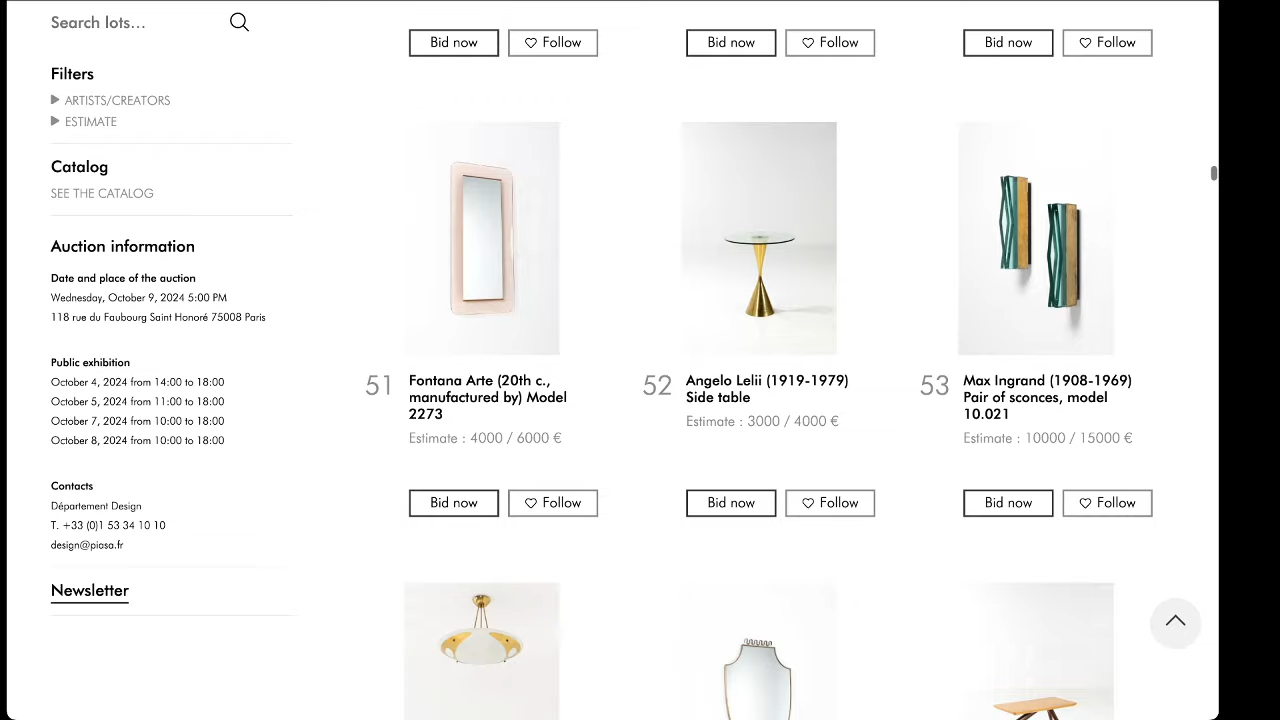 Search lots...
Filters
ARTISTS/CREATORS
ESTIMATE
Catalog
SEE THE CATALOG
Auction information
Date and place of the auction
Wednesday, October 9, 2024 5:00 PM
118 rue du Faubourg Saint Honoré 75008 Paris
Public exhibition
October 4, 2024 from 14:00 to 18:00
October 5, 2024 from 11:00 to 18:00
October 7, 2024 from 10:00 to 18:00
October 8, 2024 from 10:00 to 18:00
Contacts
Département Design
T. +33 (0)1 53 34 10 10
design@piasa.fr
Newsletter
Bid now Follow Bid now Follow Bid now Follow
51
Fontana Arte (20th c.,
manufactured by) Model
2273
Estimate : 4000 / 6000 €
52
Angelo Lelii (1919-1979)
Side table
Estimate : 3000 / 4000 €
53
Max Ingrand (1908-1969)
Pair of sconces, model
10.021
Estimate : 10000 / 15000 €
Bid now Follow Bid now Follow Bid now Follow